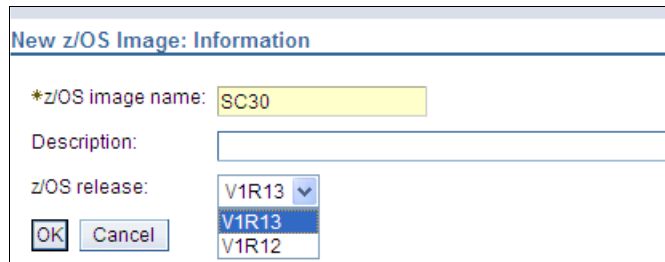 New z/OS Image: Information
*z/OS image name: SC30
Description:
z/OS release: V1R13
V1R13
V1R12
OK Cancel